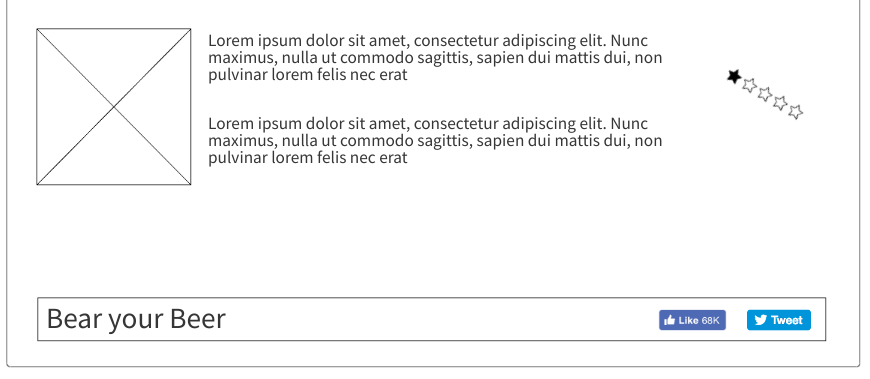 Lorem ipsum dolor sit amet, consectetur adipiscing elit. Nunc
maximus, nulla ut commodo sagittis, sapien dui mattis dui, non
pulvinar lorem felis nec erat
Lorem ipsum dolor sit amet, consectetur adipiscing elit. Nunc
maximus, nulla ut commodo sagittis, sapien dui mattis dui, non
pulvinar lorem felis nec erat
Bear your Beer
Like 68K
Tweet